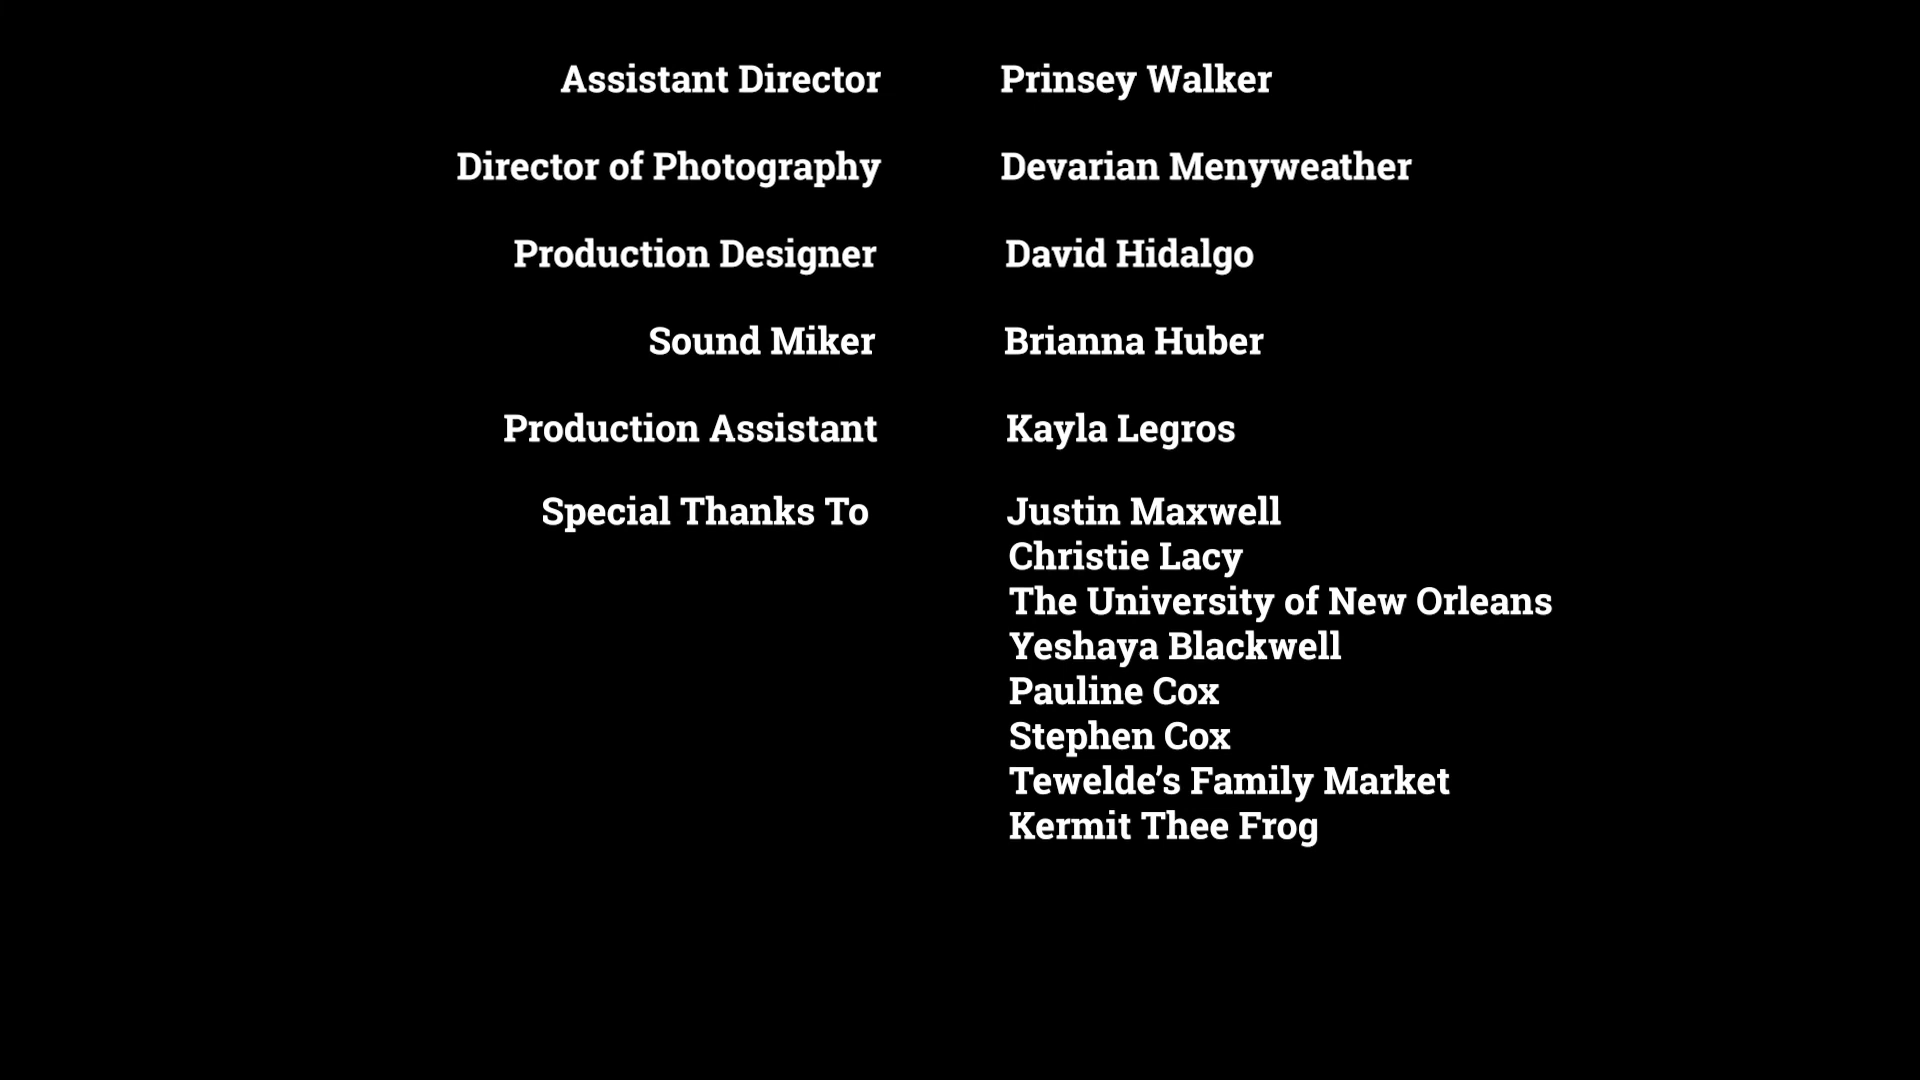 Assistant Director Prinsey Walker
Director of Photography Devarian Menyweather
Production Designer David Hidalgo
Sound Miker Brianna Huber
Production Assistant Kayla Legros
Special Thanks To Justin Maxwell
Christie Lacy
The University of New Orleans
Yeshaya Blackwell
Pauline Cox
Stephen Cox
Tewelde’s Family Market
Kermit Thee Frog